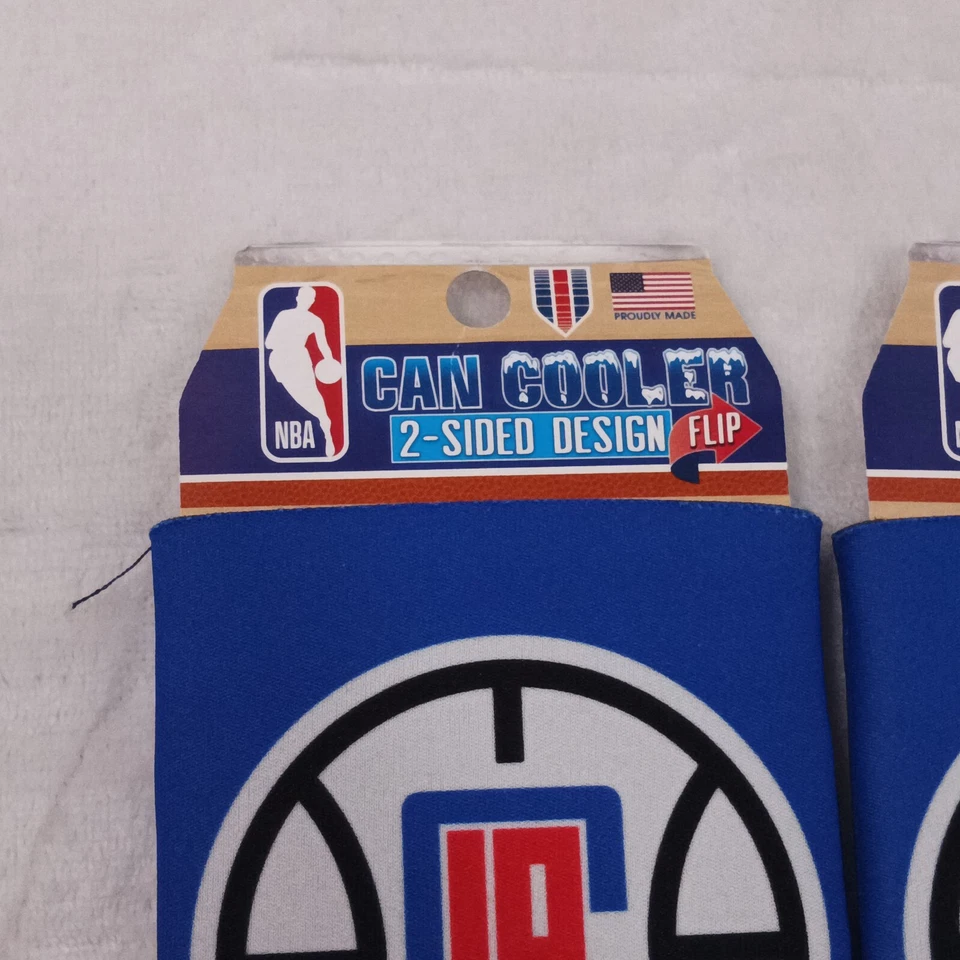 PROUDLY MADE
CAN COOLER
2-SIDED DESIGN FLIP
NBA